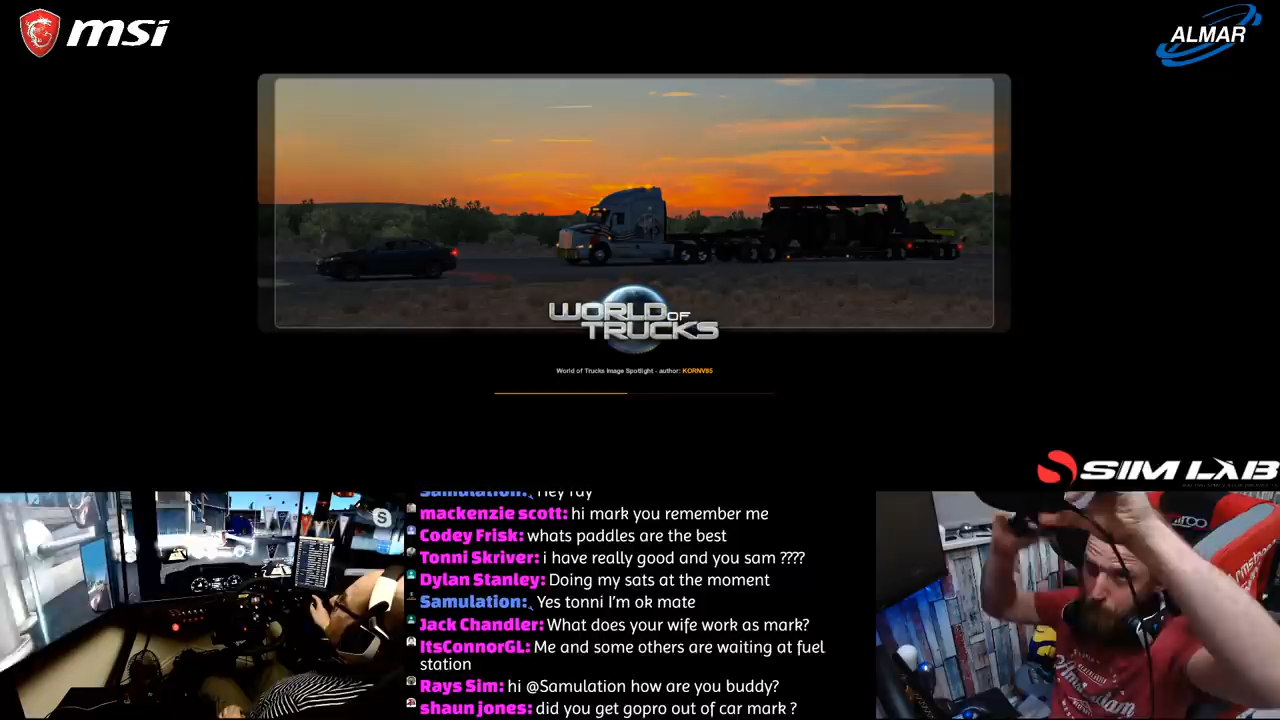 msi
ALMAR
WORLD OF
TRUCKS
World of Trucks Image Spotlight - author: KORNV85
SIM LAB
Samulation: Hey ray
mackenzie scott: hi mark you remember me
Codey Frisk: whats paddles are the best
Tonni Skriver: i have really good and you sam ????
Dylan Stanley: Doing my sats at the moment
Samulation: Yes tonni I'm ok mate
Jack Chandler: What does your wife work as mark?
ItsConnorGL: Me and some others are waiting at fuel
station
Rays Sim: hi @Samulation how are you buddy?
shaun jones: did you get gopro out of car mark ?